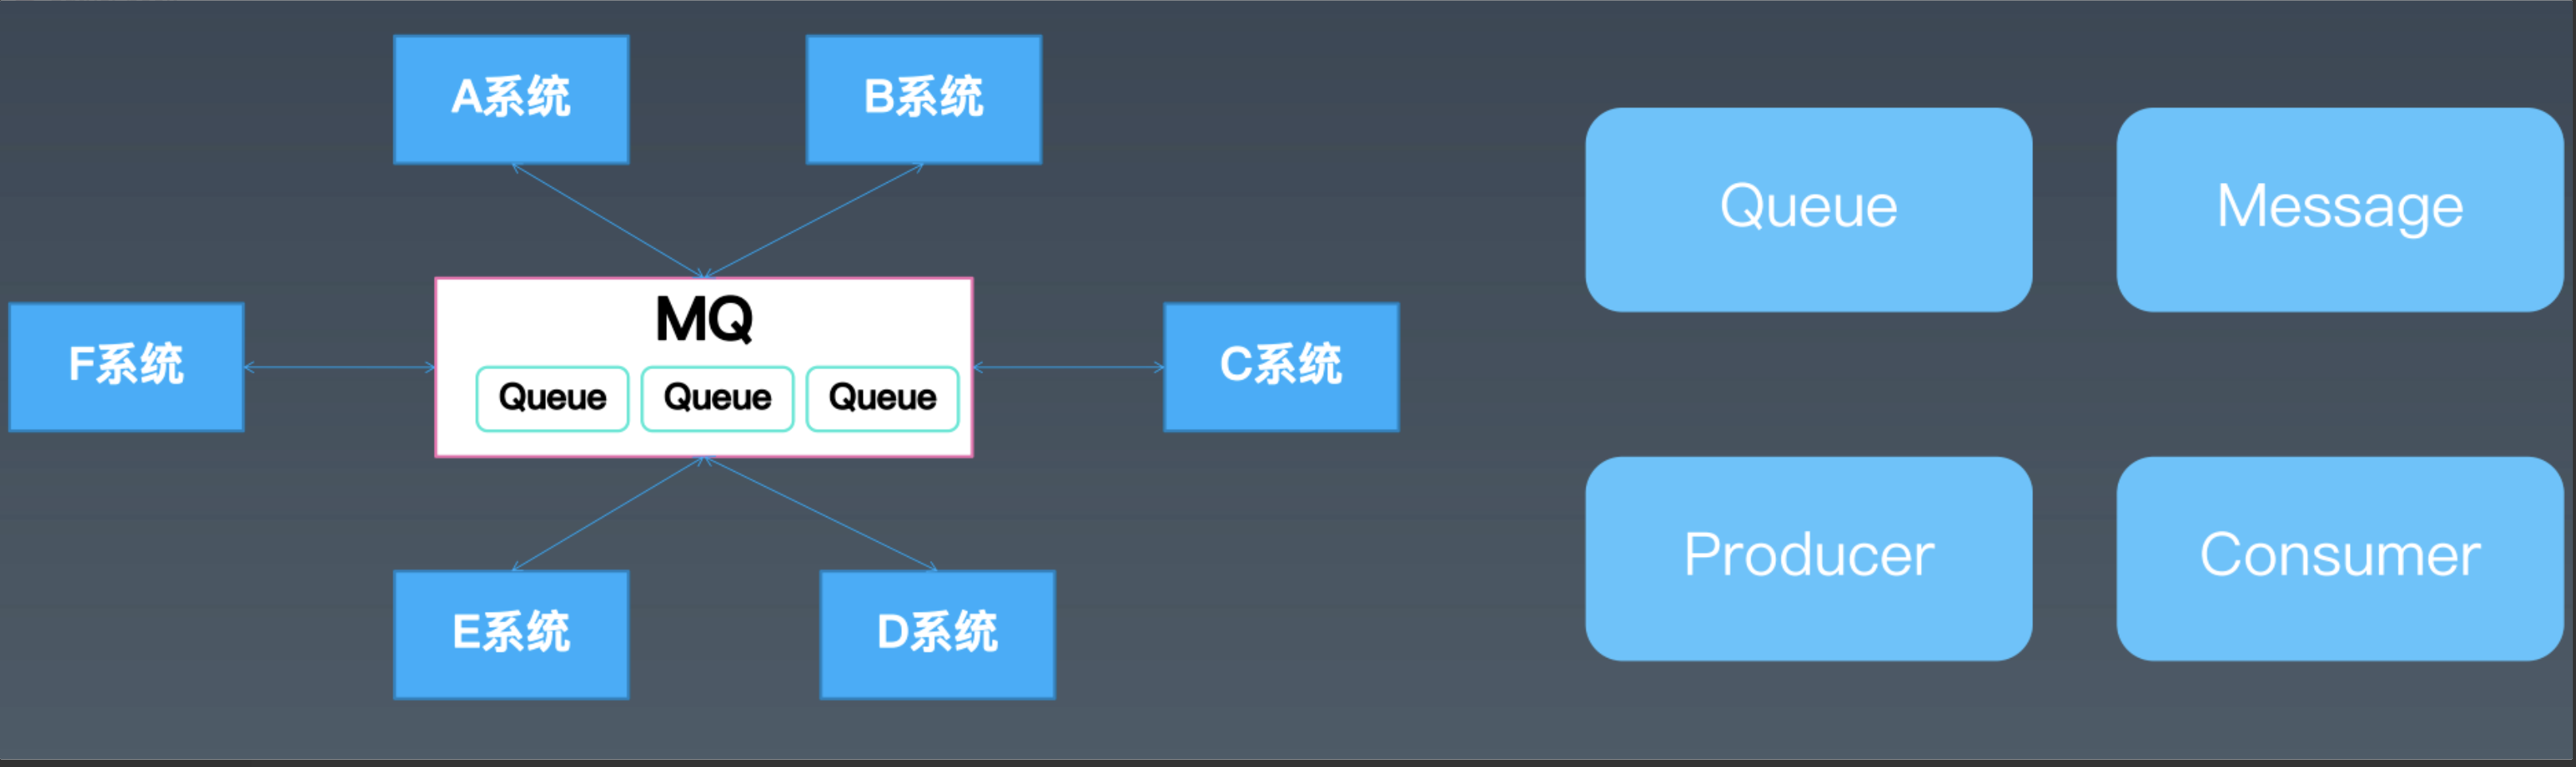 A系统
B系统
MQ
Queue
Queue
Queue
F系统
C系统
E系统
D系统
Queue
Message
Producer
Consumer